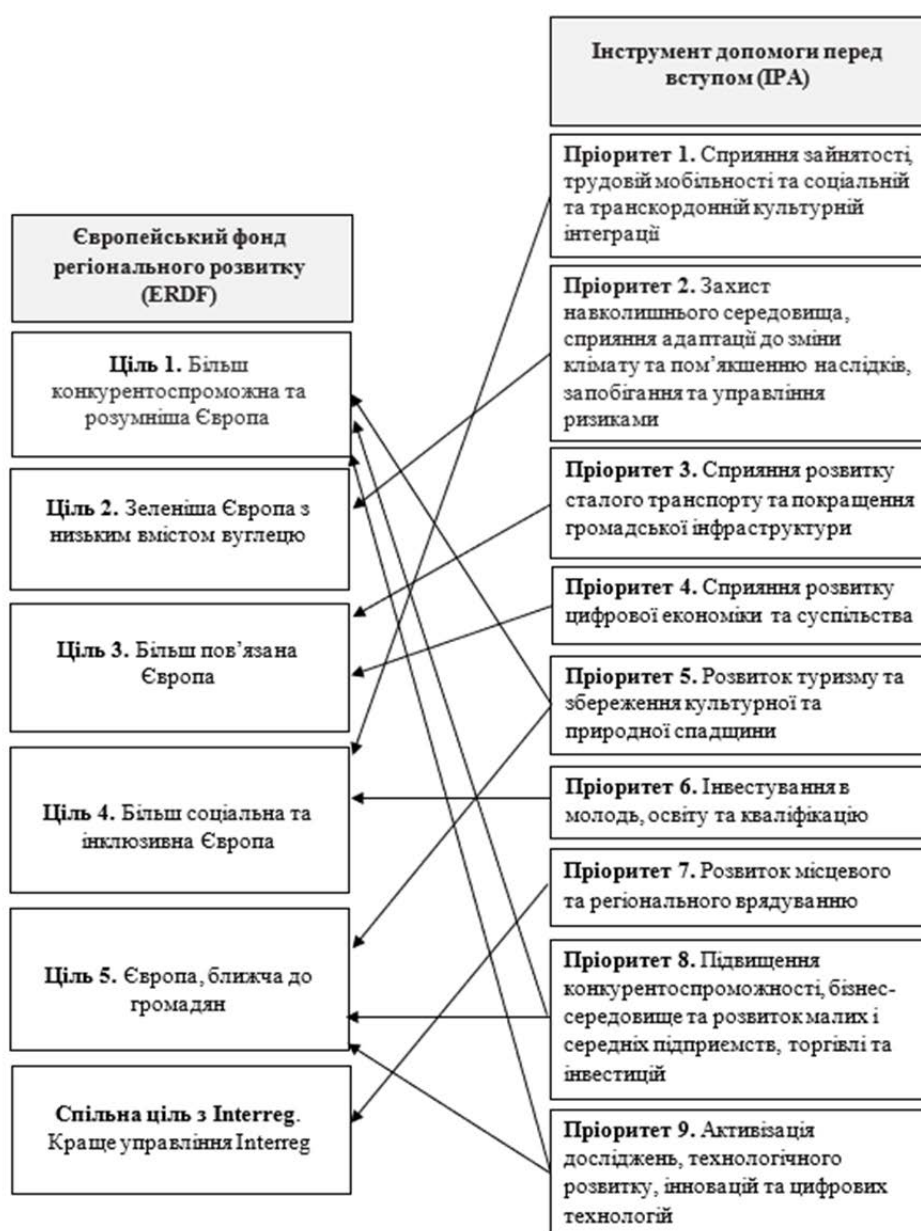 Європейський фонд
регіонального розвитку
(ERDF)
Ціль 1. Більш
конкурентоспроможна та
розумніша Європа
Ціль 2. Зеленіша Європа з
низьким вмістом вуглецю
Ціль 3. Більш пов’язана
Європа
Ціль 4. Більш соціальна та
інклюзивна Європа
Ціль 5. Європа, ближча до
громадян
Спільна ціль з Interreg.
Краще управління Interreg
Інструмент допомоги перед
вступом (IPA)
Пріоритет 1. Сприяння зайнятості,
трудовій мобільності та соціальній
та транскордонній культурній
інтеграції
Пріоритет 2. Захист
навколишнього середовища,
сприяння адаптації до зміни
клімату та пом’якшенню наслідків,
запобігання та управління
ризиками
Пріоритет 3. Сприяння розвитку
сталого транспорту та покращення
громадської інфраструктури
Пріоритет 4. Сприяння розвитку
цифрової економіки та суспільства
Пріоритет 5. Розвиток туризму та
збереження культурної та
природної спадщини
Пріоритет 6. Інвестування в
молодь, освіту та кваліфікацію
Пріоритет 7. Розвиток місцевого
та регіонального врядуванню
Пріоритет 8. Підвищення
конкурентоспроможності, бізнес-
середовище та розвиток малих і
середніх підприємств, торгівлі та
інвестицій
Пріоритет 9. Активізація
досліджень, технологічного
розвитку, інновацій та цифрових
технологій